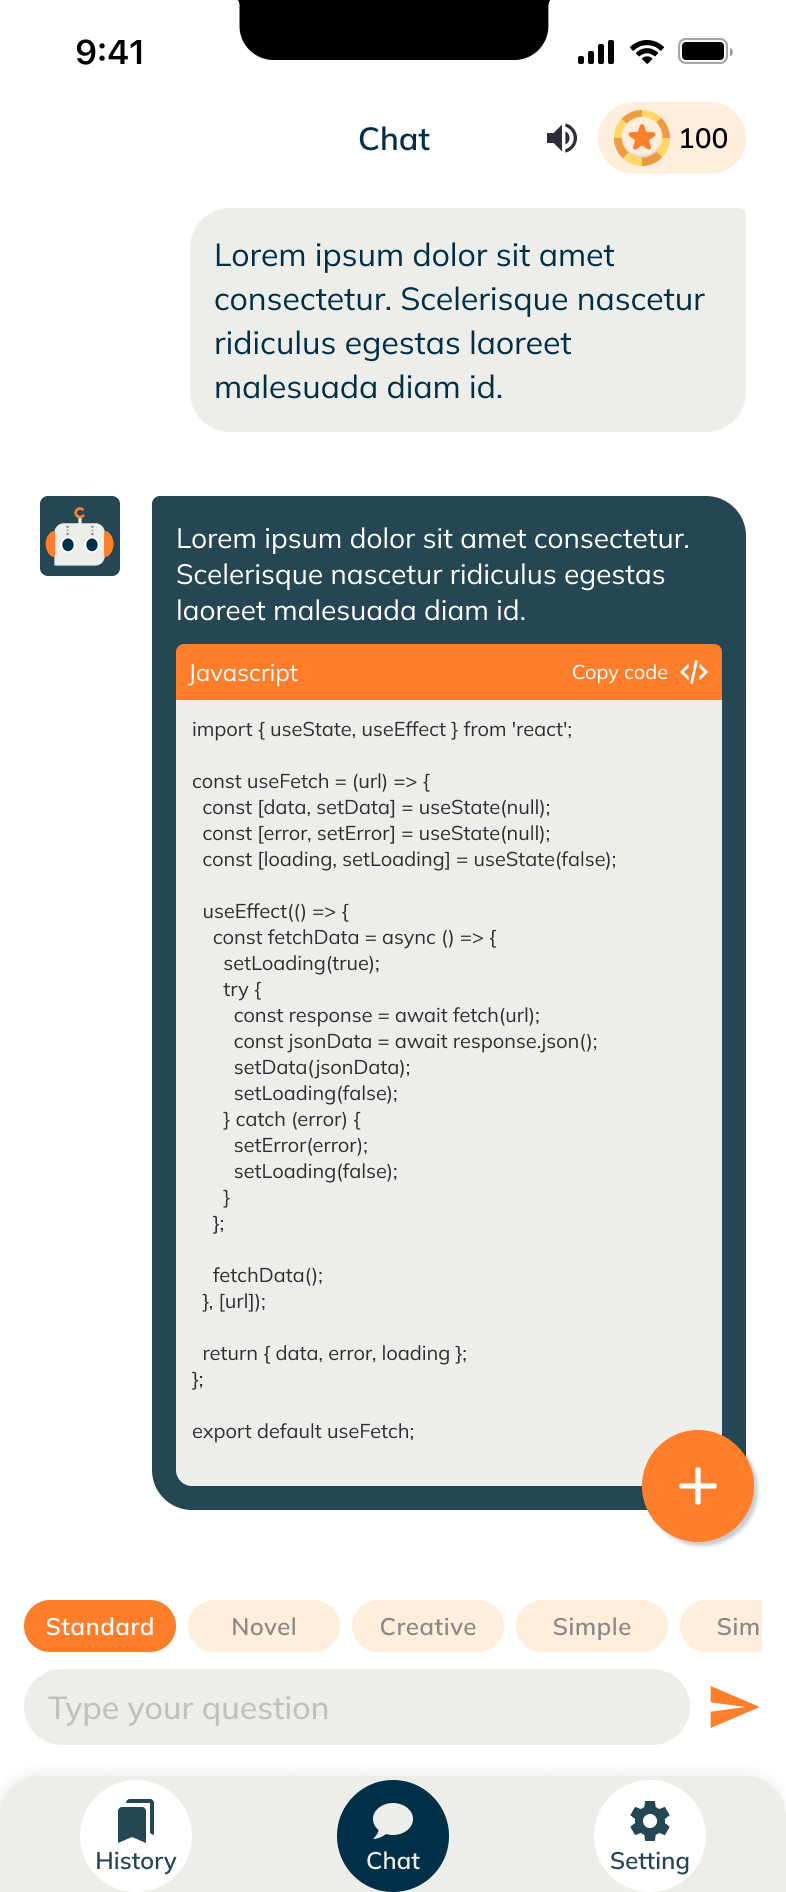 9:41
Chat
100
Lorem ipsum dolor sit amet
consectetur. Scelerisque nascetur
ridiculus egestas laoreet
malesuada diam id.
Lorem ipsum dolor sit amet consectetur.
Scelerisque nascetur ridiculus egestas
laoreet malesuada diam id.
Javascript Copy code </>
import { useState, useEffect } from 'react';

const useFetch = (url) => {
  const [data, setData] = useState(null);
  const [error, setError] = useState(null);
  const [loading, setLoading] = useState(false);

  useEffect(() => {
    const fetchData = async () => {
      setLoading(true);
      try {
        const response = await fetch(url);
        const jsonData = await response.json();
        setData(jsonData);
        setLoading(false);
      } catch (error) {
        setError(error);
        setLoading(false);
      }
    };

    fetchData();
  }, [url]);

  return { data, error, loading };
};

export default useFetch;
Standard Novel Creative Simple Sim
Type your question
History Chat Setting